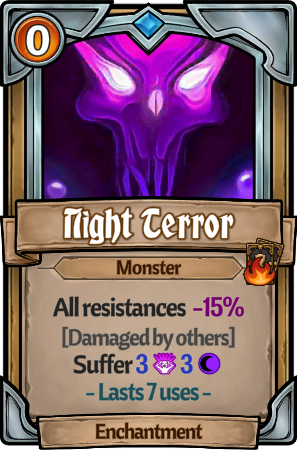 0
Night Terror
Monster
All resistances -15%
[Damaged by others]
Suffer 3 3
- Lasts 7 uses -
Enchantment